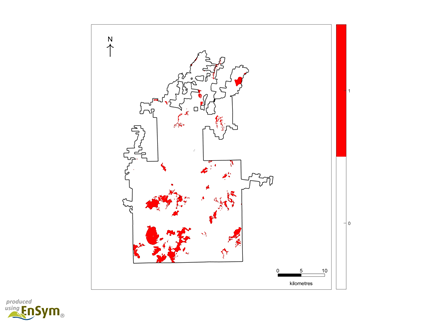 N
1
0
0 5 10
kilometres
produced
using EnSym®